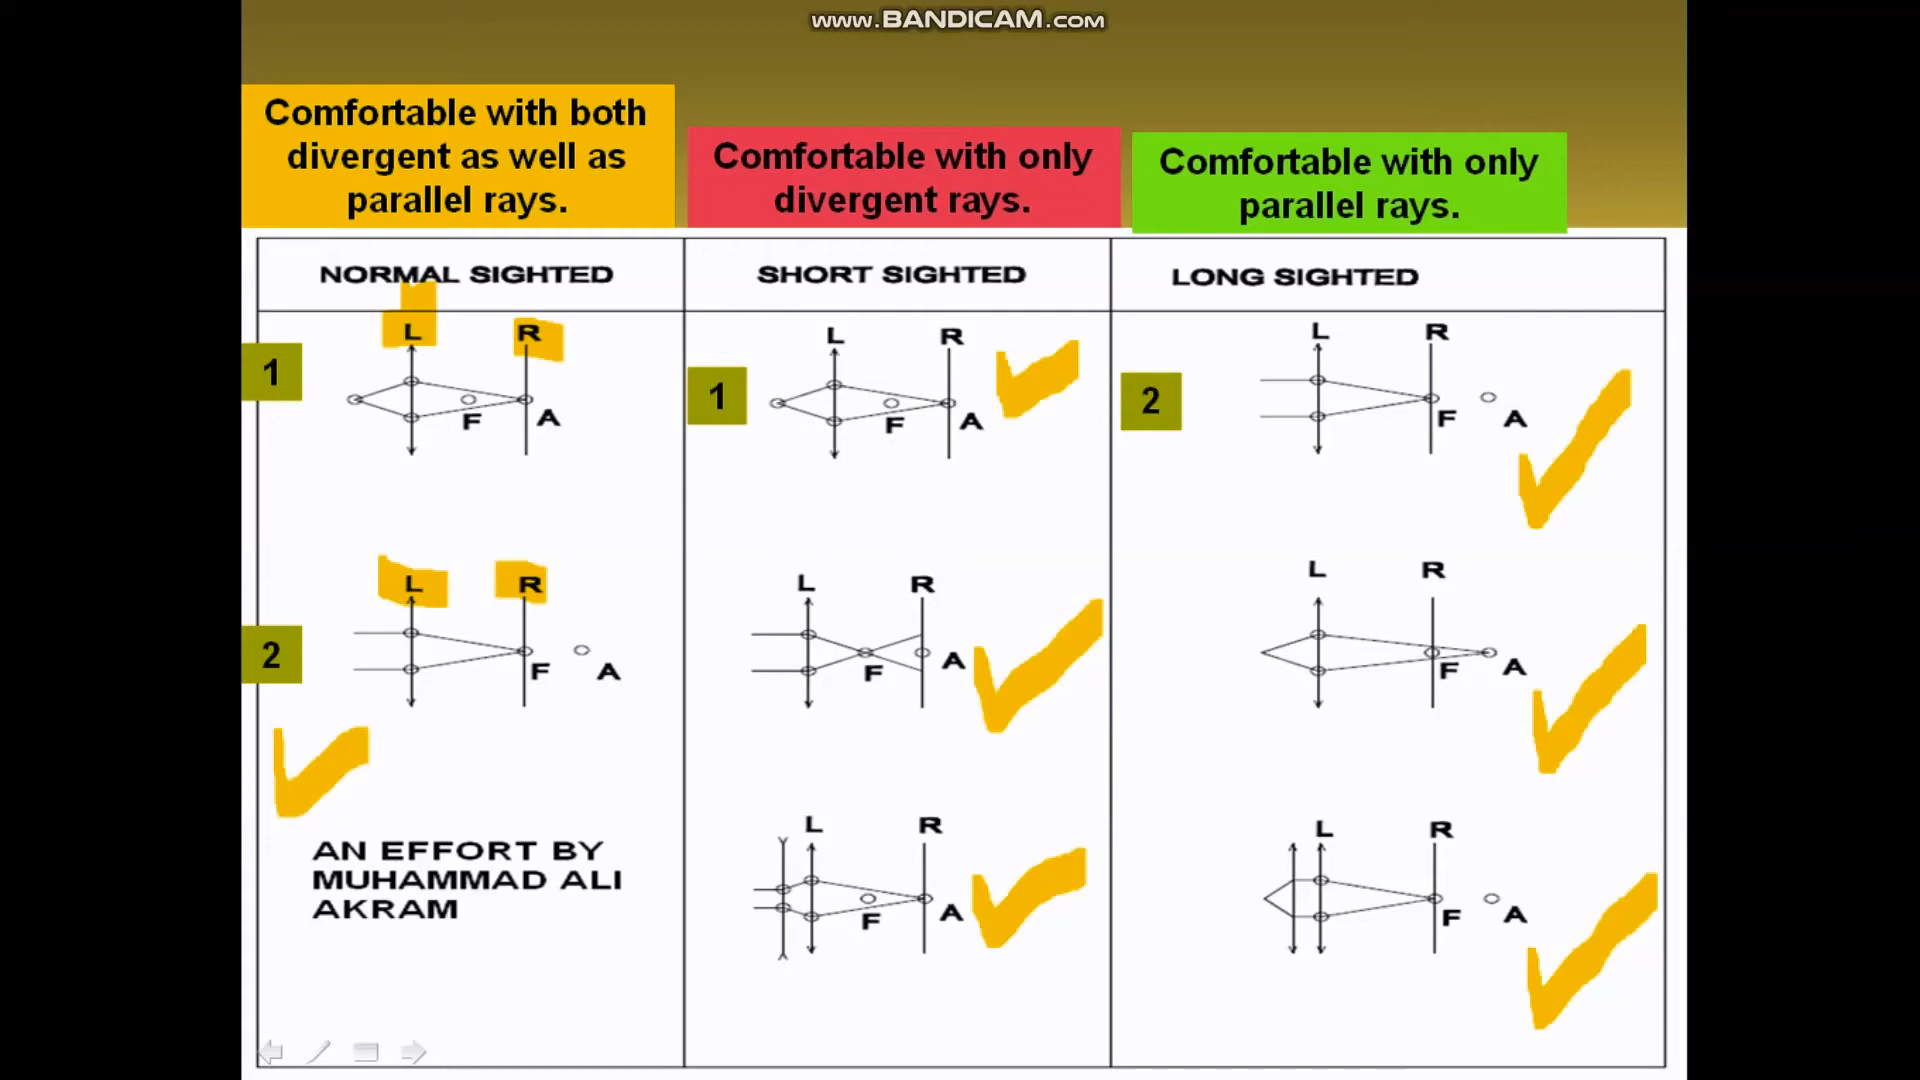 www.BANDICAM.com
Comfortable with both
divergent as well as
parallel rays.
Comfortable with only
divergent rays.
Comfortable with only
parallel rays.
NORMAL SIGHTED
SHORT SIGHTED
LONG SIGHTED
1
L R
F A
2
L R
F A
AN EFFORT BY
MUHAMMAD ALI
AKRAM
1
L R
F A
L R
F A
L R
F A
2
L R
F A
L R
F A
L R
F A